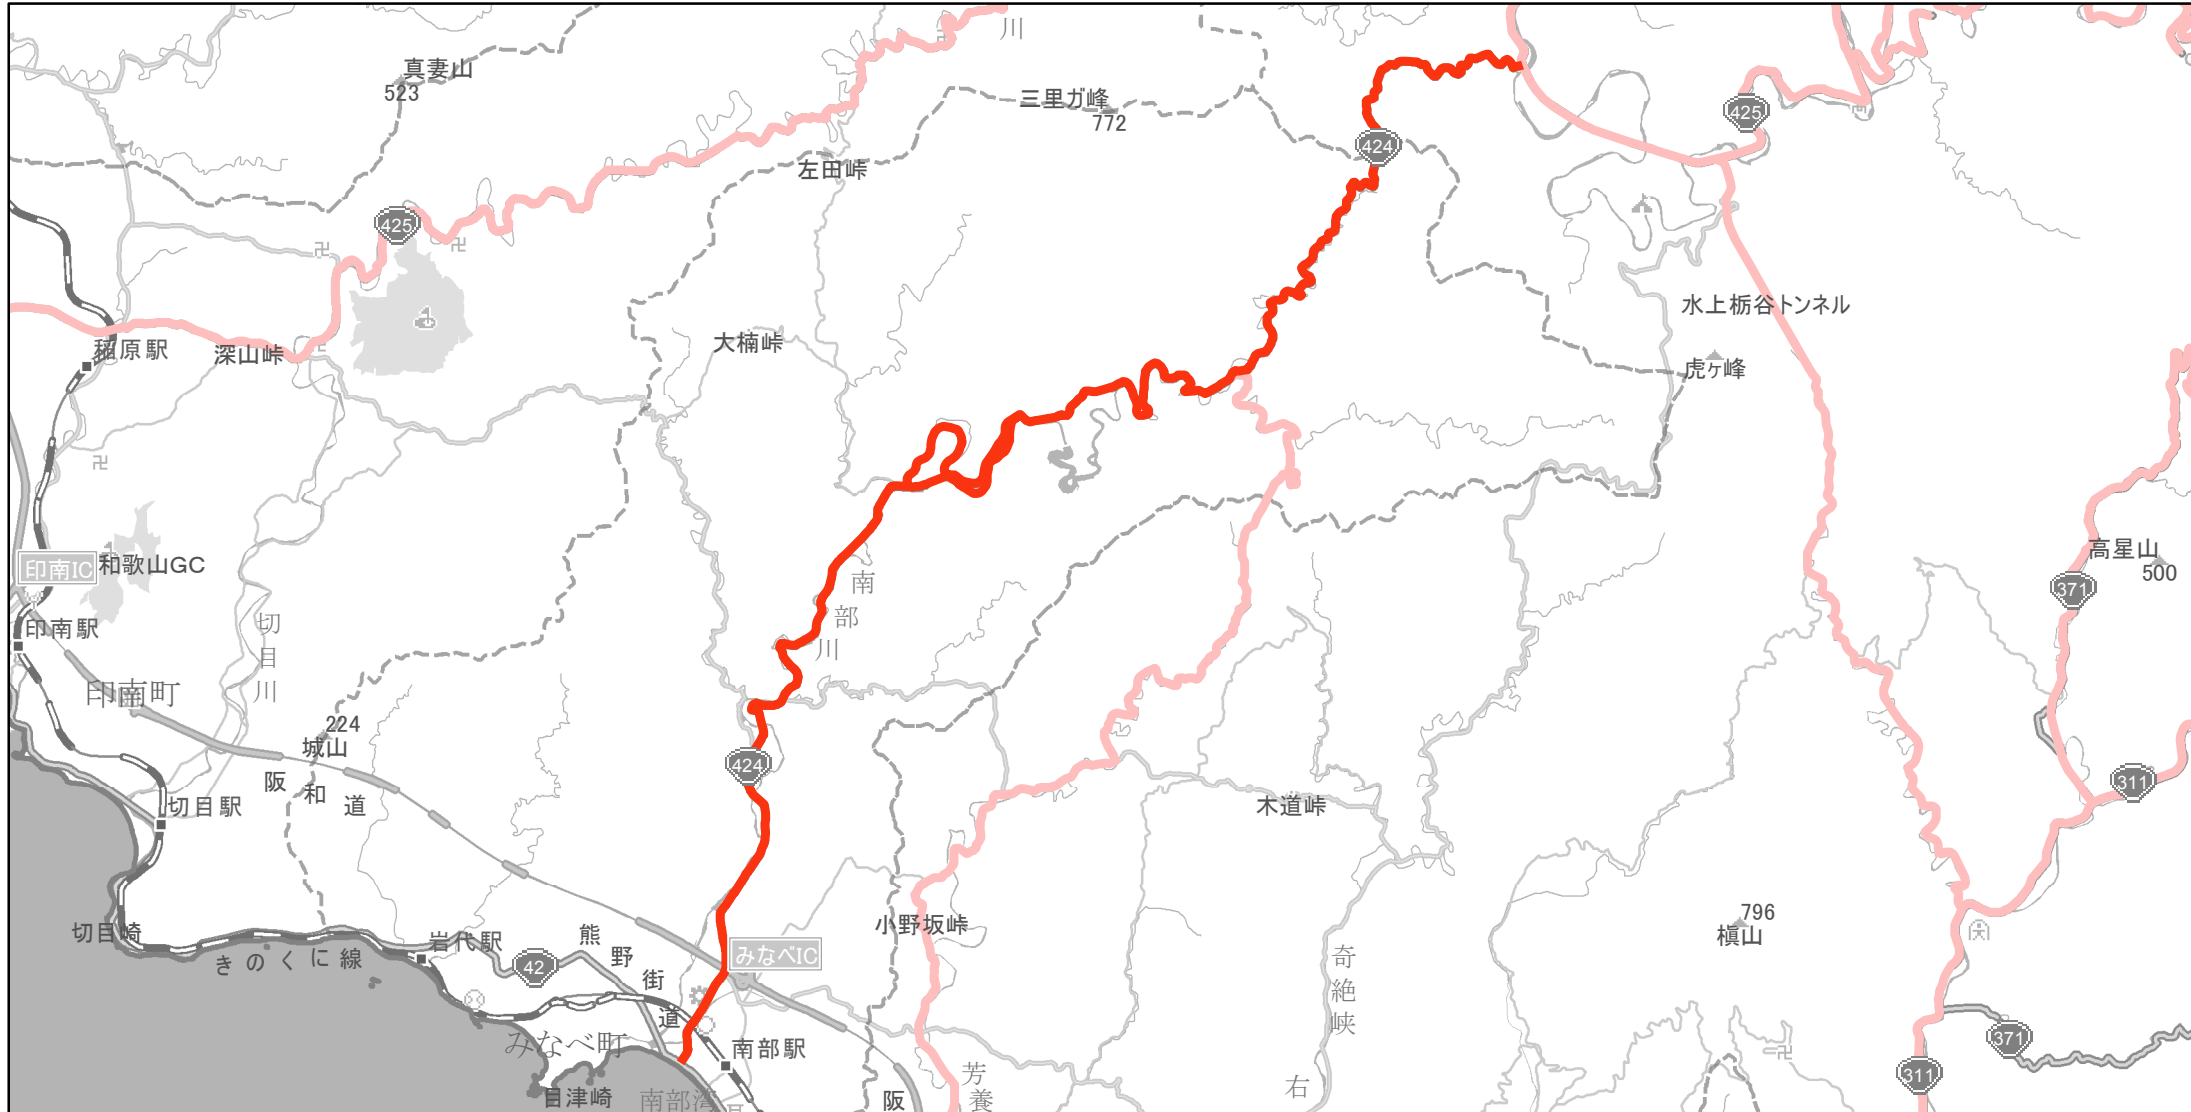 川
真妻山
523
三里ガ峰
772
425
424
左田峠
425
水上栃谷トンネル
大楠峠
稲原駅
深山峠
虎ヶ峰
高星山
500
印南IC
和歌山GC
371
南部川
印南駅
切目川
印南町
224
城山
424
311
阪和道
切目駅
木道峠
796
槇山
切目崎
岩代駅
小野坂峠
きのくに線
42
熊野街道
みなべIC
奇絶峡
みなべ町
南部駅
371
311
芳養
右
目津崎
南部湾
阪